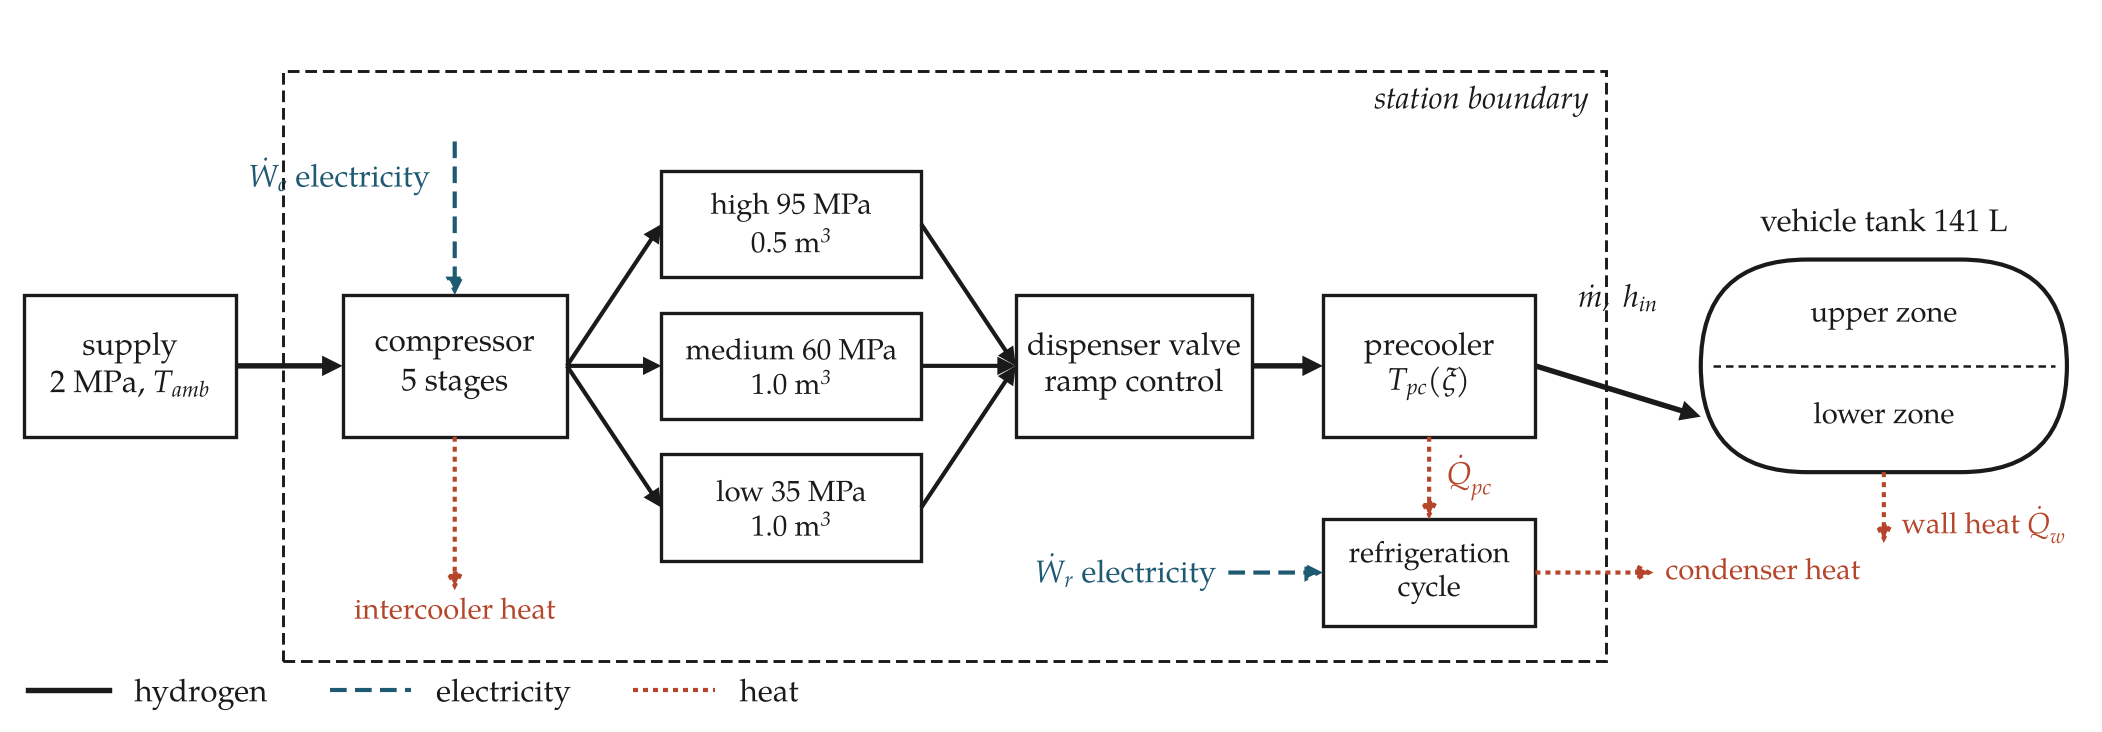 station boundary
Ẇc electricity
high 95 MPa
0.5 m³
vehicle tank 141 L
supply
2 MPa, Tamb
compressor
5 stages
medium 60 MPa
1.0 m³
dispenser valve
ramp control
precooler
Tpc(ξ)
ṁ, hin
upper zone
lower zone
low 35 MPa
1.0 m³
Q̇pc
wall heat Q̇w
Ẇr electricity
refrigeration
cycle
condenser heat
intercooler heat
hydrogen
electricity
heat